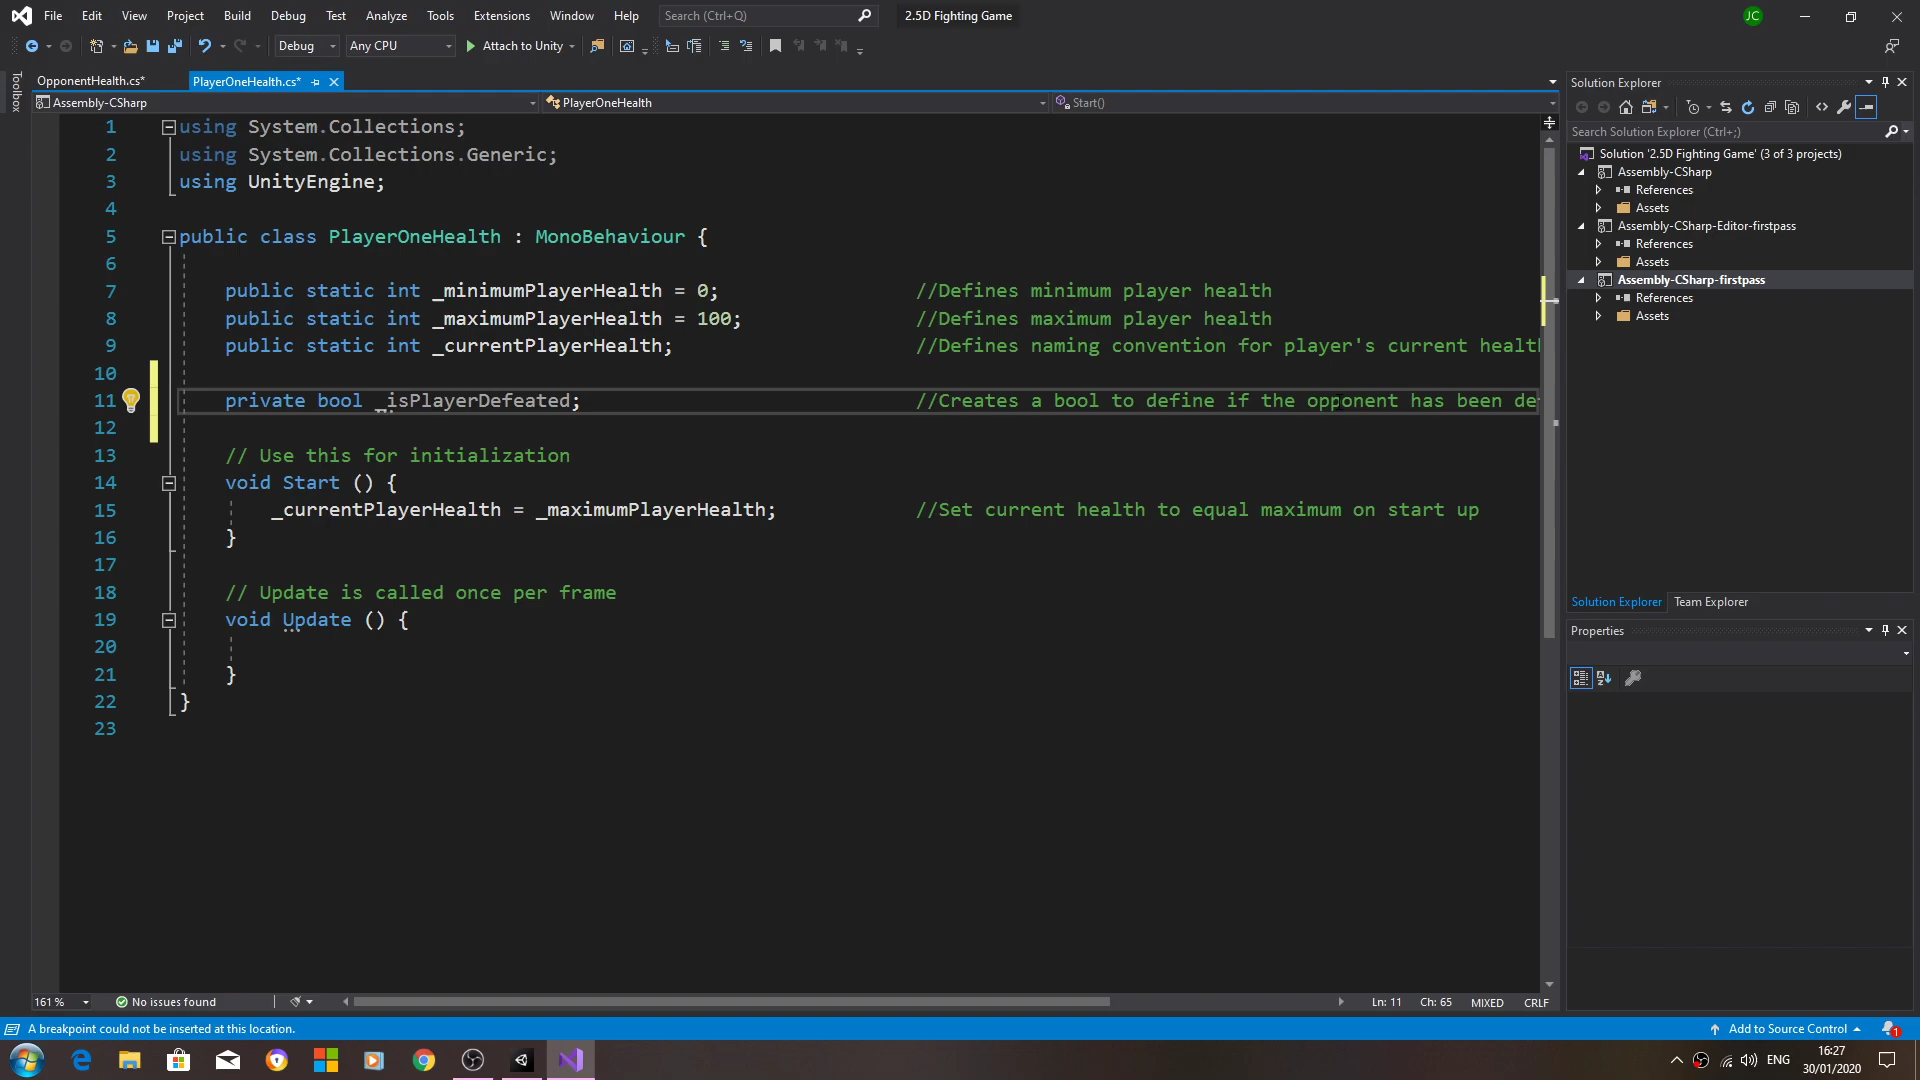 File Edit View Project Build Debug Test Analyze Tools Extensions Window Help Search (Ctrl+Q) 2.5D Fighting Game JC
Debug Any CPU Attach to Unity
Toolbox
OpponentHealth.cs* PlayerOneHealth.cs*
Assembly-CSharp PlayerOneHealth Start()
1 using System.Collections;
2 using System.Collections.Generic;
3 using UnityEngine;
4
5 public class PlayerOneHealth : MonoBehaviour {
6
7 public static int _minimumPlayerHealth = 0; //Defines minimum player health
8 public static int _maximumPlayerHealth = 100; //Defines maximum player health
9 public static int _currentPlayerHealth; //Defines naming convention for player's current healt
10
11 private bool _isPlayerDefeated; //Creates a bool to define if the opponent has been de
12
13 // Use this for initialization
14 void Start () {
15 _currentPlayerHealth = _maximumPlayerHealth; //Set current health to equal maximum on start up
16 }
17
18 // Update is called once per frame
19 void Update () {
20
21 }
22 }
23
161 % No issues found Ln: 11 Ch: 65 MIXED CRLF
Solution Explorer
Search Solution Explorer (Ctrl+;)
Solution '2.5D Fighting Game' (3 of 3 projects)
Assembly-CSharp
References
Assets
Assembly-CSharp-Editor-firstpass
References
Assets
Assembly-CSharp-firstpass
References
Assets
Solution Explorer Team Explorer
Properties
A breakpoint could not be inserted at this location. Add to Source Control 1
ENG 16:27
30/01/2020